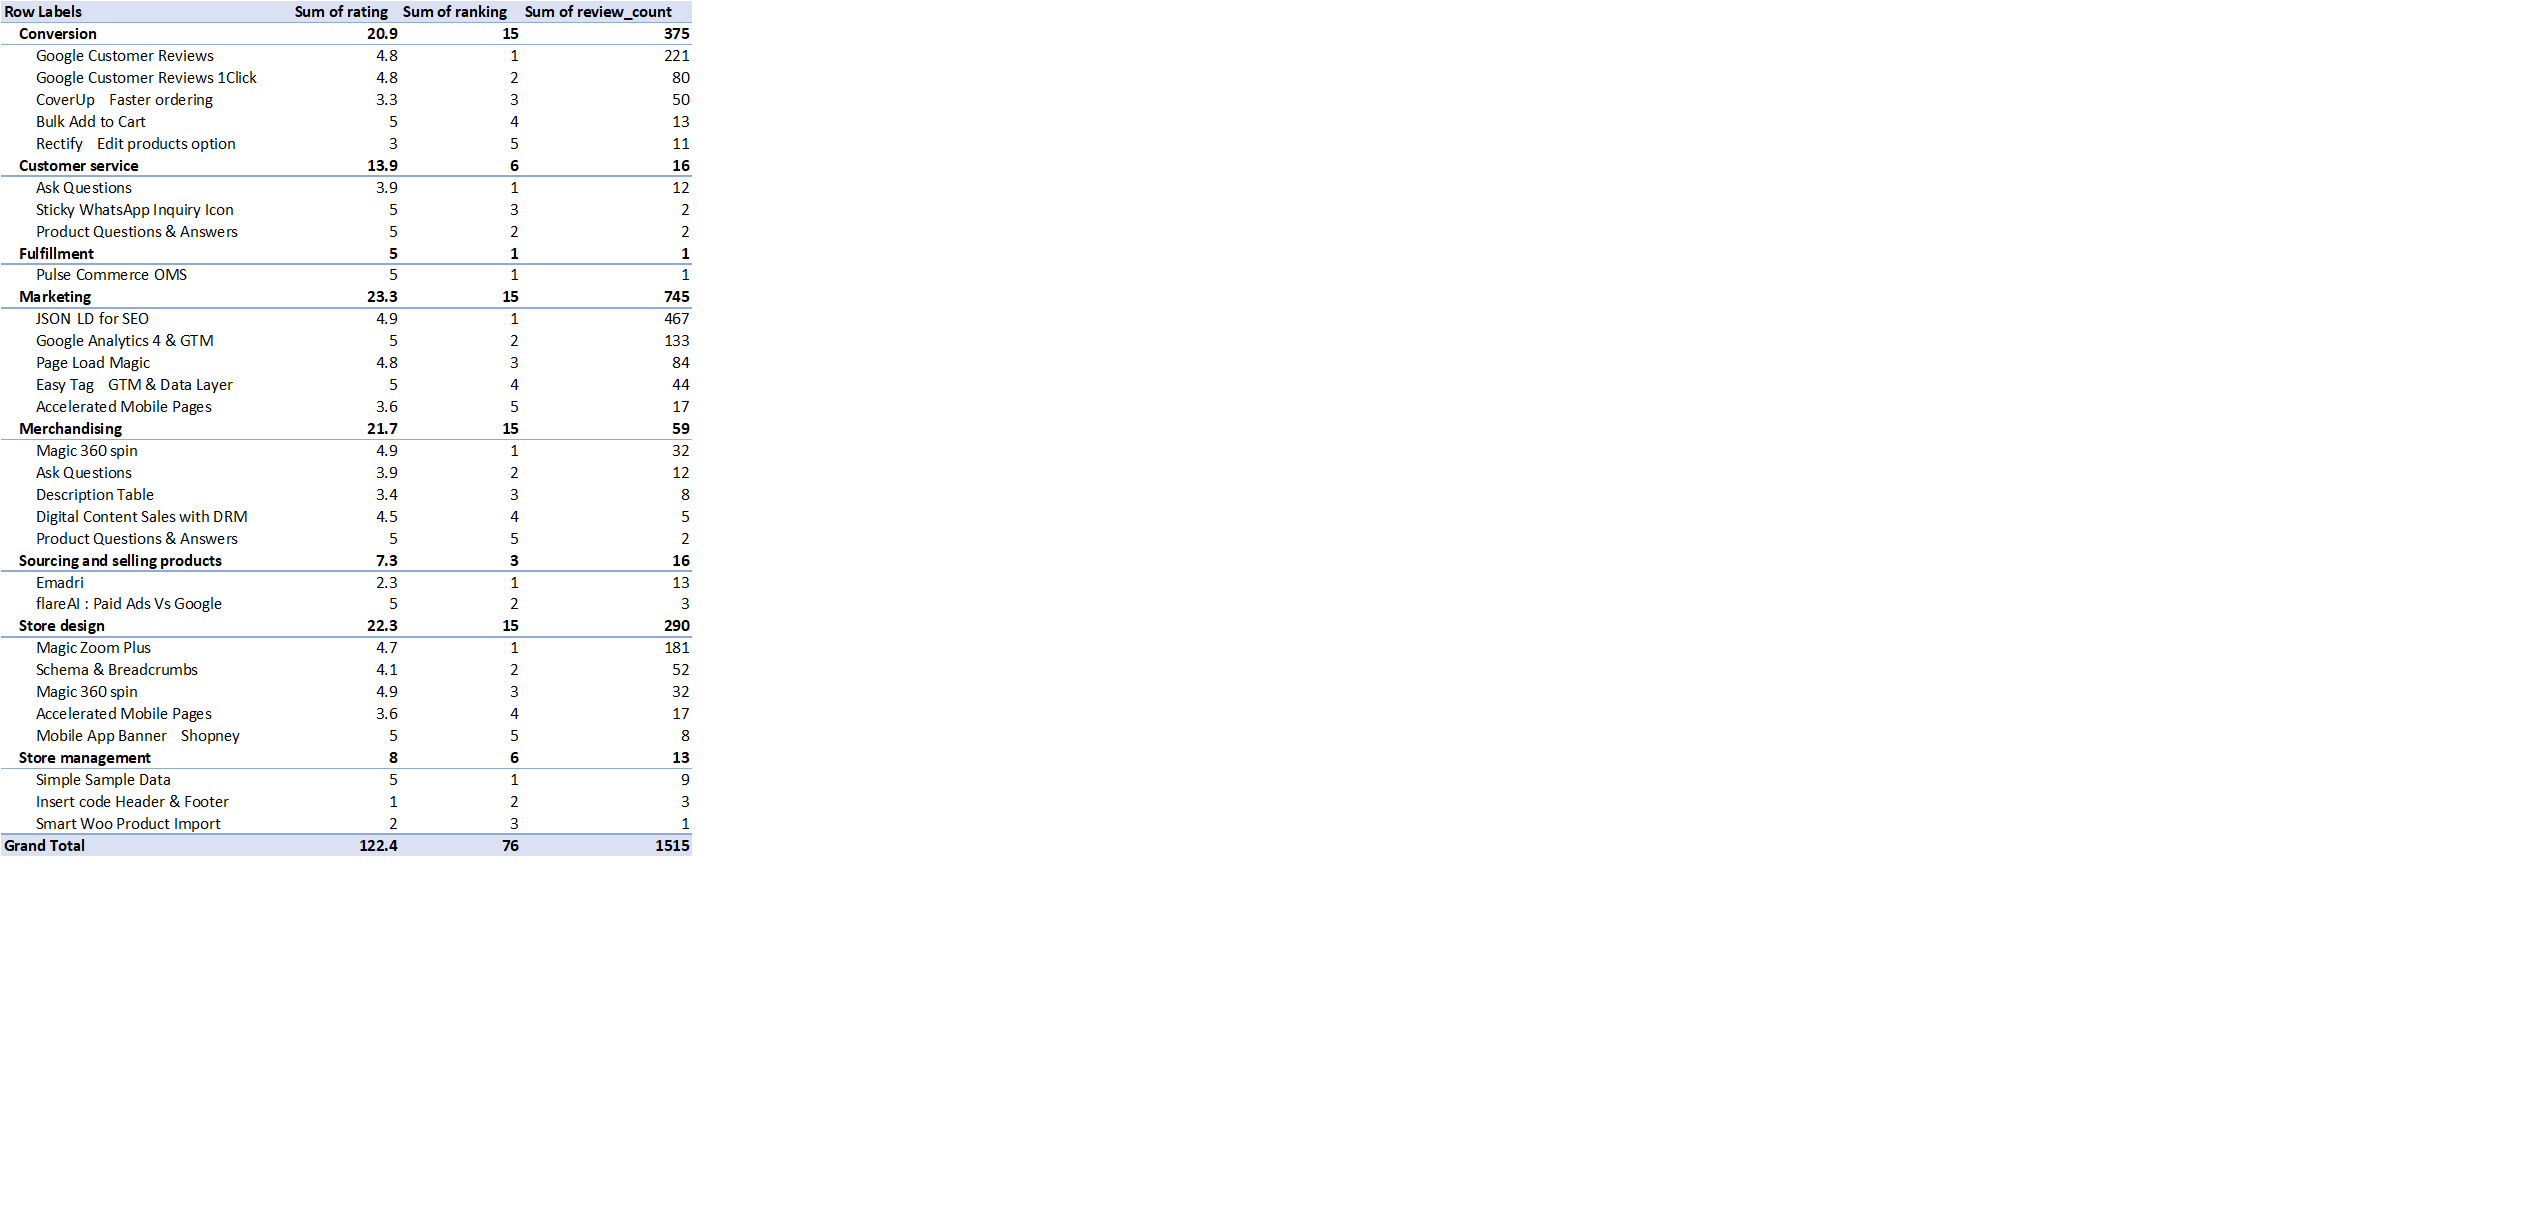 Row Labels Sum of rating Sum of ranking Sum of review_count
Conversion 20.9 15 375
Google Customer Reviews 4.8 1 221
Google Customer Reviews 1Click 4.8 2 80
CoverUp Faster ordering 3.3 3 50
Bulk Add to Cart 5 4 13
Rectify Edit products option 3 5 11
Customer service 13.9 6 16
Ask Questions 3.9 1 12
Sticky WhatsApp Inquiry Icon 5 3 2
Product Questions & Answers 5 2 2
Fulfillment 5 1 1
Pulse Commerce OMS 5 1 1
Marketing 23.3 15 745
JSON LD for SEO 4.9 1 467
Google Analytics 4 & GTM 5 2 133
Page Load Magic 4.8 3 84
Easy Tag GTM & Data Layer 5 4 44
Accelerated Mobile Pages 3.6 5 17
Merchandising 21.7 15 59
Magic 360 spin 4.9 1 32
Ask Questions 3.9 2 12
Description Table 3.4 3 8
Digital Content Sales with DRM 4.5 4 5
Product Questions & Answers 5 5 2
Sourcing and selling products 7.3 3 16
Emadri 2.3 1 13
flareAI : Paid Ads Vs Google 5 2 3
Store design 22.3 15 290
Magic Zoom Plus 4.7 1 181
Schema & Breadcrumbs 4.1 2 52
Magic 360 spin 4.9 3 32
Accelerated Mobile Pages 3.6 4 17
Mobile App Banner Shopney 5 5 8
Store management 8 6 13
Simple Sample Data 5 1 9
Insert code Header & Footer 1 2 3
Smart Woo Product Import 2 3 1
Grand Total 122.4 76 1515